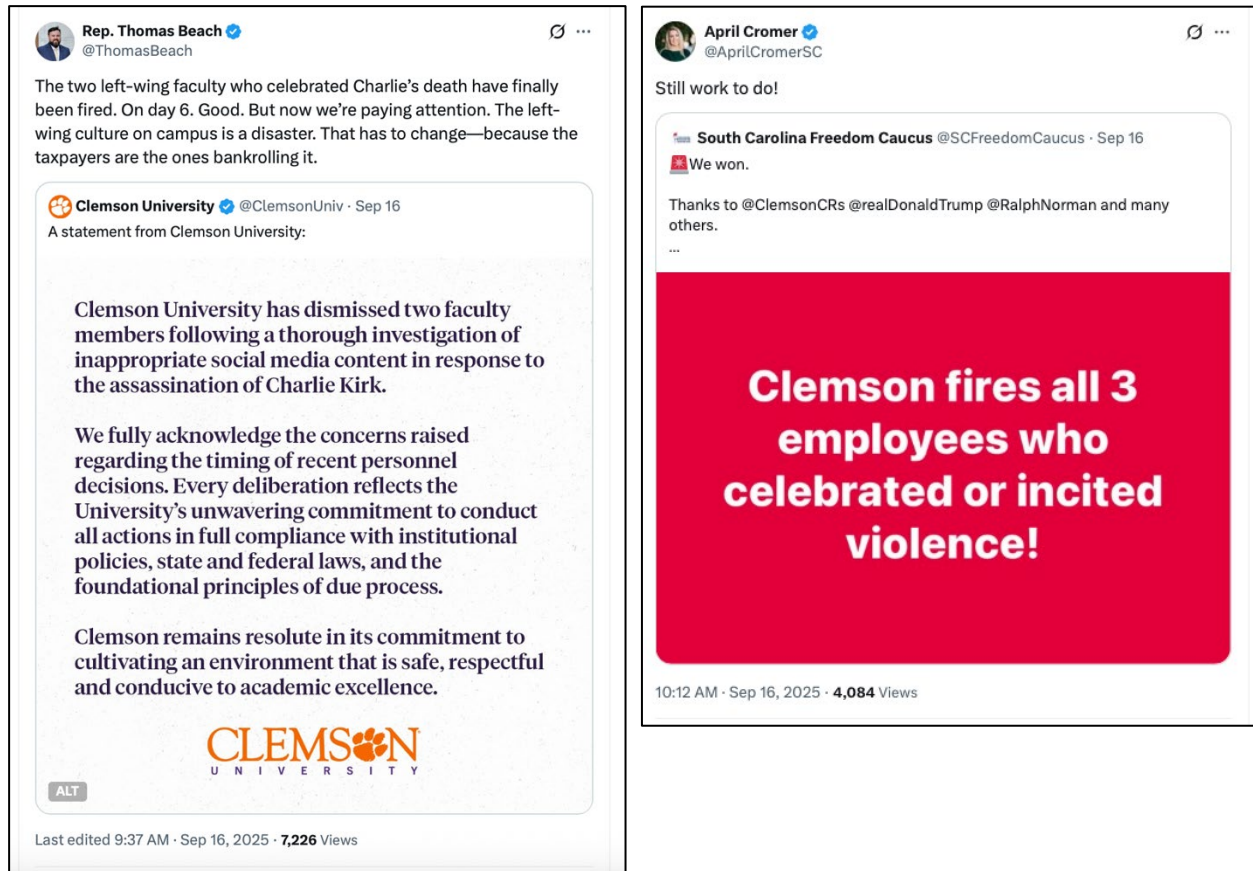 Rep. Thomas Beach
@ThomasBeach
The two left-wing faculty who celebrated Charlie’s death have finally
been fired. On day 6. Good. But now we’re paying attention. The left-
wing culture on campus is a disaster. That has to change—because the
taxpayers are the ones bankrolling it.
Clemson University @ClemsonUniv · Sep 16
A statement from Clemson University:
Clemson University has dismissed two faculty
members following a thorough investigation of
inappropriate social media content in response to
the assassination of Charlie Kirk.
We fully acknowledge the concerns raised
regarding the timing of recent personnel
decisions. Every deliberation reflects the
University’s unwavering commitment to conduct
all actions in full compliance with institutional
policies, state and federal laws, and the
foundational principles of due process.
Clemson remains resolute in its commitment to
cultivating an environment that is safe, respectful
and conducive to academic excellence.
CLEMSON
UNIVERSITY
ALT
Last edited 9:37 AM · Sep 16, 2025 · 7,226 Views
April Cromer
@AprilCromerSC
Still work to do!
South Carolina Freedom Caucus @SCFreedomCaucus · Sep 16
🚨We won.
Thanks to @ClemsonCRs @realDonaldTrump @RalphNorman and many
others.
...
Clemson fires all 3
employees who
celebrated or incited
violence!
10:12 AM · Sep 16, 2025 · 4,084 Views